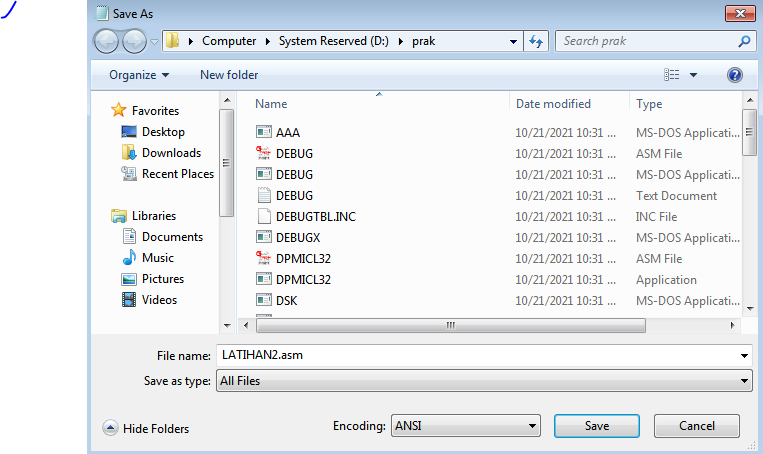 Save As
Computer System Reserved (D:) prak
Search prak
Organize New folder
Favorites
Desktop
Downloads
Recent Places
Libraries
Documents
Music
Pictures
Videos
Name Date modified Type
AAA 10/21/2021 10:31 ... MS-DOS Applicati...
DEBUG 10/21/2021 10:31 ... ASM File
DEBUG 10/21/2021 10:31 ... MS-DOS Applicati...
DEBUG 10/21/2021 10:31 ... Text Document
DEBUGTBL.INC 10/21/2021 10:31 ... INC File
DEBUGX 10/21/2021 10:31 ... MS-DOS Applicati...
DPMICL32 10/21/2021 10:31 ... ASM File
DPMICL32 10/21/2021 10:31 ... Application
DSK 10/21/2021 10:31 ... MS-DOS Applicati...
File name: LATIHAN2.asm
Save as type: All Files
Hide Folders
Encoding: ANSI
Save
Cancel